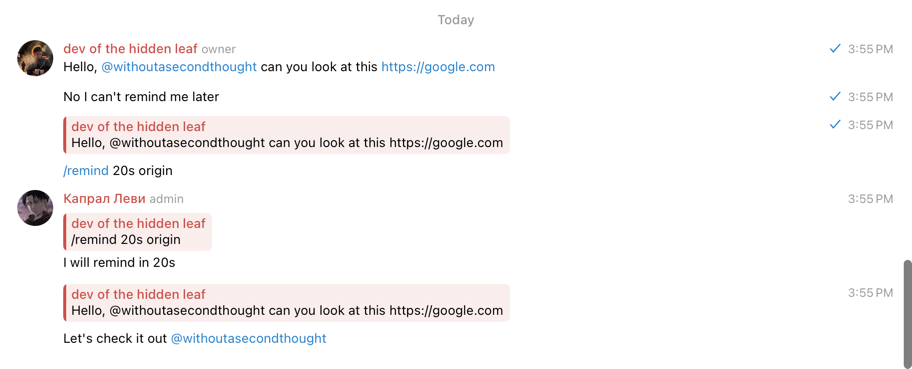 Today
dev of the hidden leaf owner 3:55 PM
Hello, @withoutasecondthought can you look at this https://google.com
No I can't remind me later 3:55 PM
dev of the hidden leaf 3:55 PM
Hello, @withoutasecondthought can you look at this https://google.com
/remind 20s origin
Капрал Леви admin 3:55 PM
dev of the hidden leaf
/remind 20s origin
I will remind in 20s
dev of the hidden leaf 3:55 PM
Hello, @withoutasecondthought can you look at this https://google.com
Let's check it out @withoutasecondthought